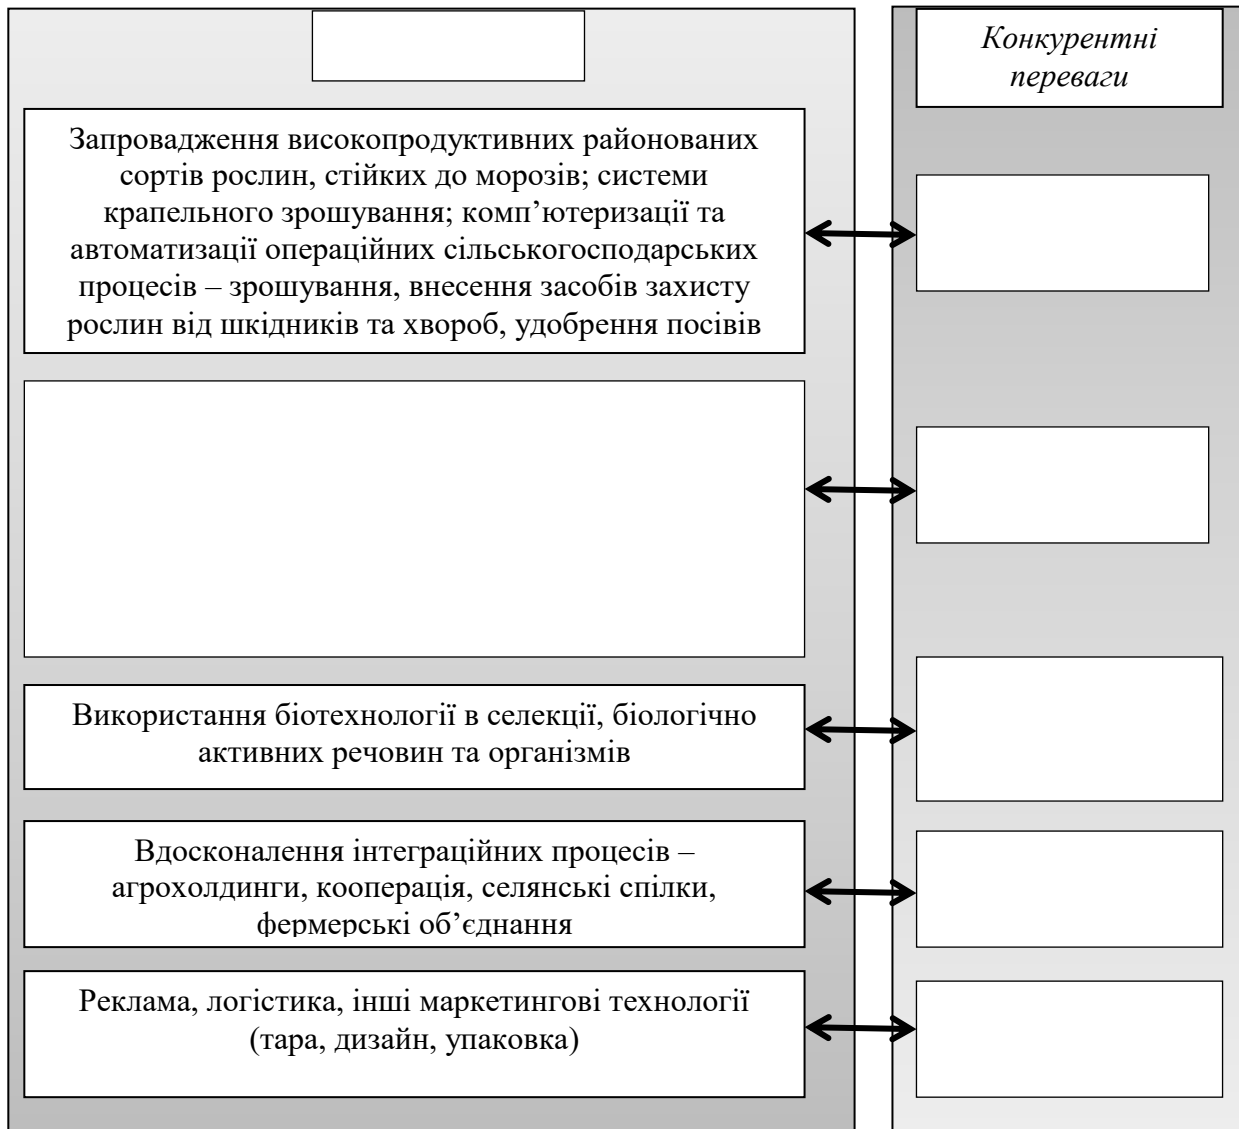 Конкурентні
переваги
Запровадження високопродуктивних районованих
сортів рослин, стійких до морозів; системи
крапельного зрошування; комп’ютеризації та
автоматизації операційних сільськогосподарських
процесів – зрошування, внесення засобів захисту
рослин від шкідників та хвороб, удобрення посівів
Використання біотехнології в селекції, біологічно
активних речовин та організмів
Вдосконалення інтеграційних процесів –
агрохолдинги, кооперація, селянські спілки,
фермерські об’єднання
Реклама, логістика, інші маркетингові технології
(тара, дизайн, упаковка)